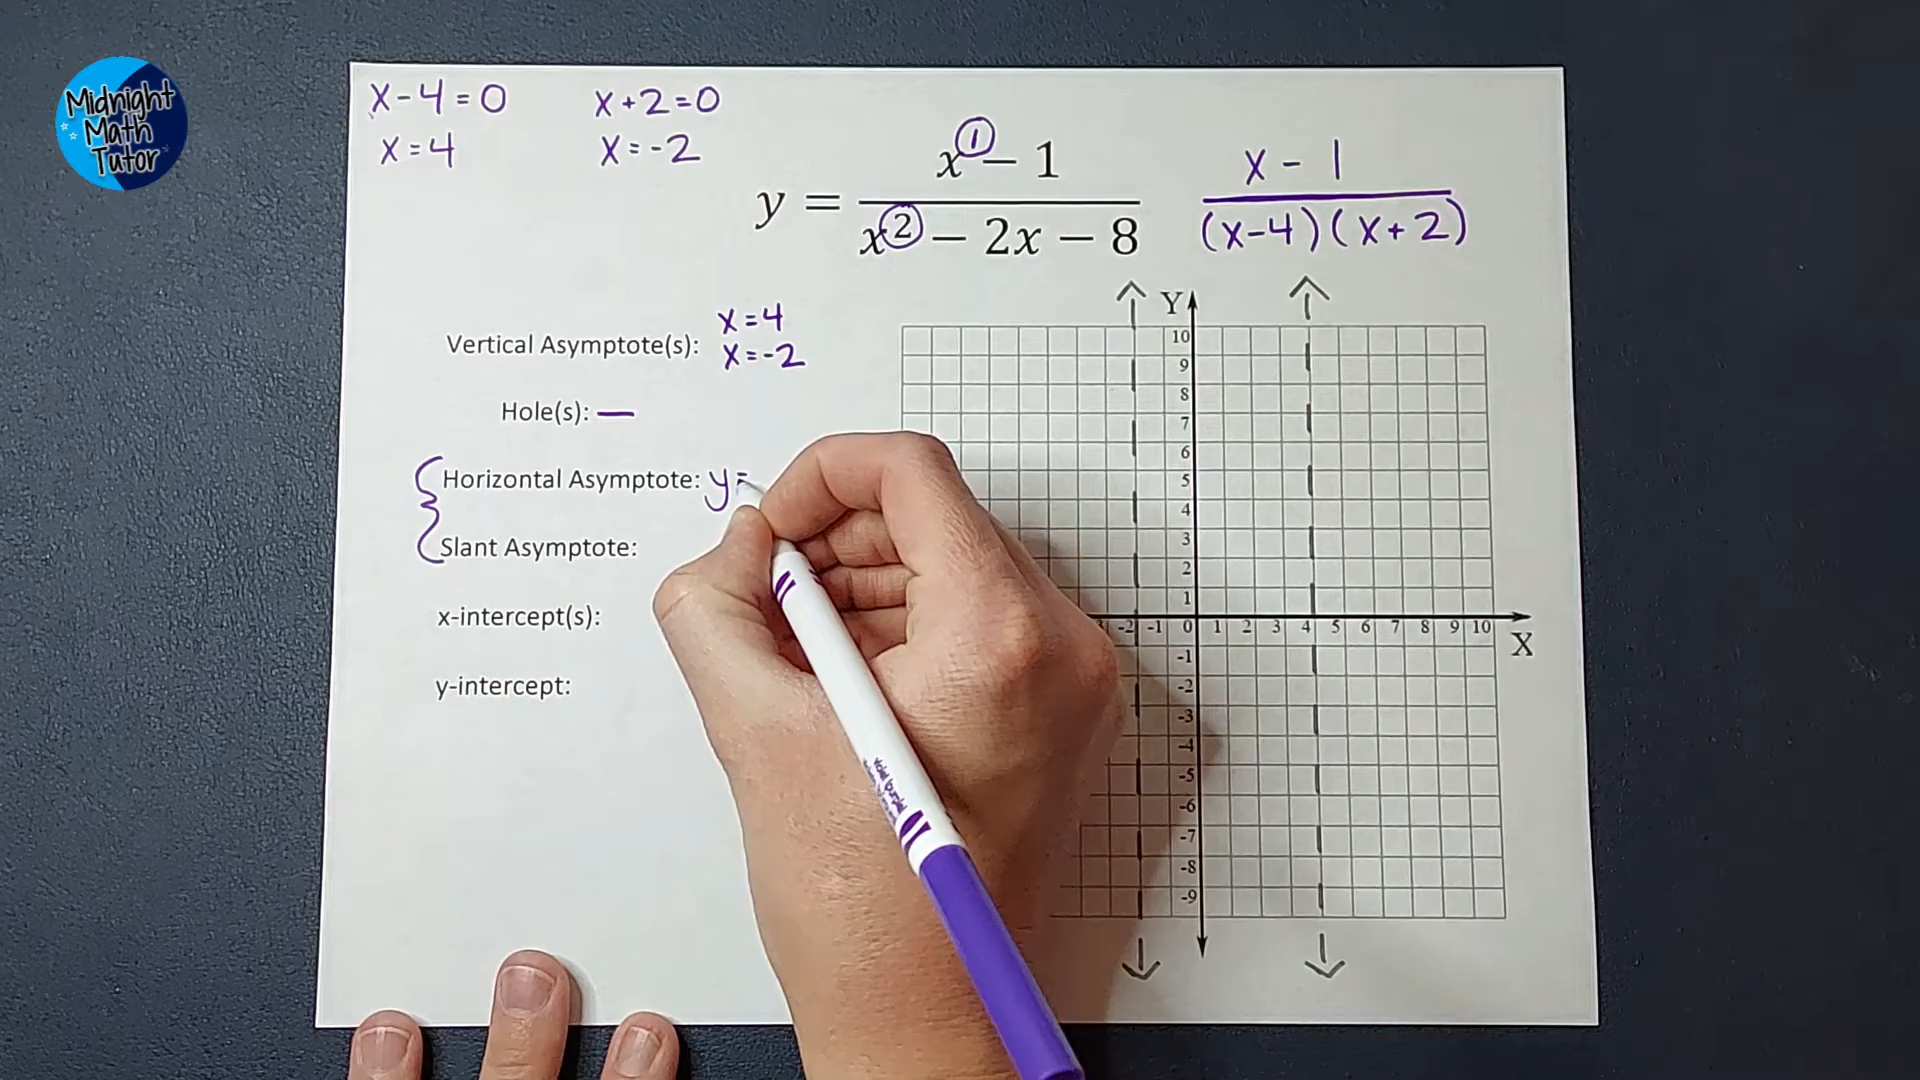 Midnight
Math
Tutor
x-4=0
x=4
x+2=0
x=-2
y = x^1 - 1 / x^2 - 2x - 8
x - 1
(x-4)(x+2)
Vertical Asymptote(s): x=4
x=-2
Hole(s): —
Horizontal Asymptote: y=
Slant Asymptote:
x-intercept(s):
y-intercept:
Y
10
9
8
7
6
5
4
3
2
1
-2 -1 0 1 2 3 4 5 6 7 8 9 10
X
-1
-2
-3
-4
-5
-6
-7
-8
-9